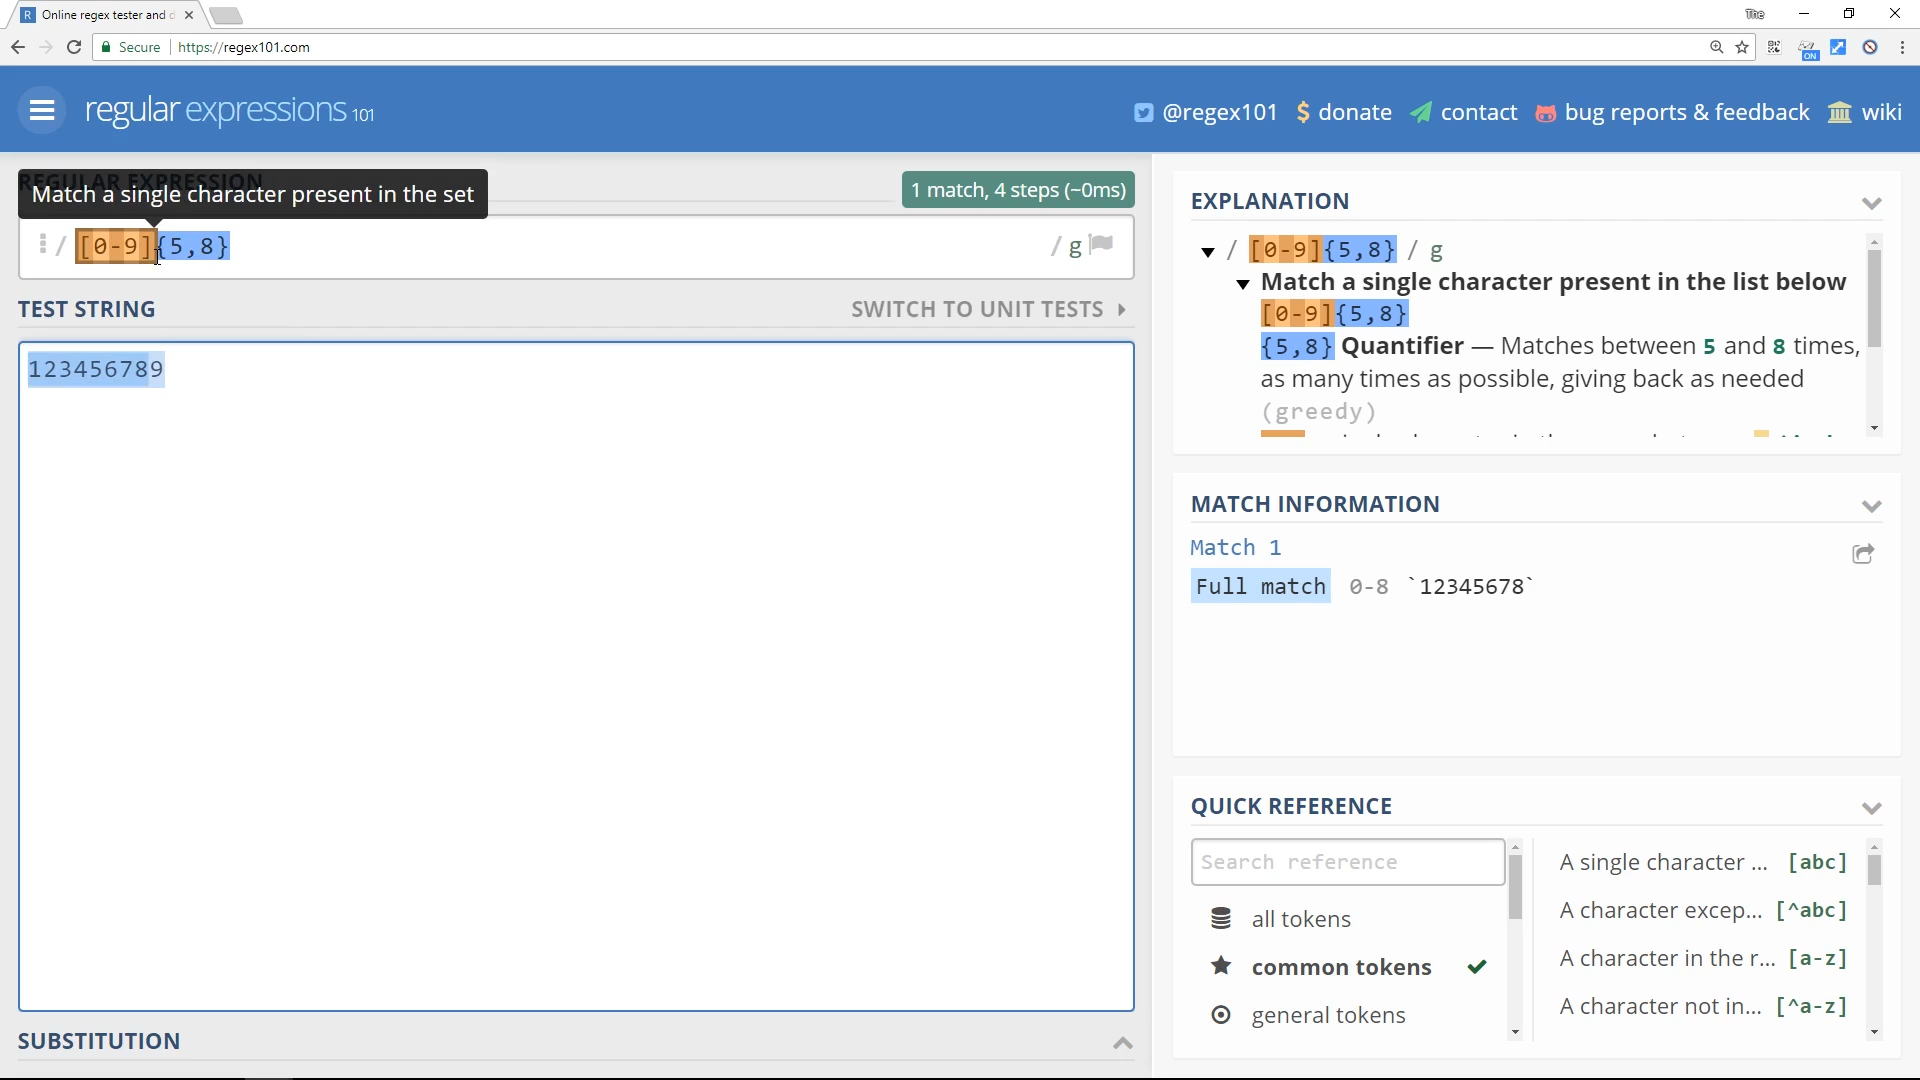 Online regex tester and d
The
Secure https://regex101.com
regular expressions 101
@regex101 $ donate contact bug reports & feedback wiki
REGULAR EXPRESSION
Match a single character present in the set
1 match, 4 steps (~0ms)
/ [0-9]{5,8} / g
TEST STRING
SWITCH TO UNIT TESTS
123456789
SUBSTITUTION
EXPLANATION
/ [0-9]{5,8} / g
Match a single character present in the list below
[0-9]{5,8}
{5,8} Quantifier — Matches between 5 and 8 times,
as many times as possible, giving back as needed
(greedy)
MATCH INFORMATION
Match 1
Full match 0-8 `12345678`
QUICK REFERENCE
Search reference
all tokens
common tokens
general tokens
A single character ... [abc]
A character excep... [^abc]
A character in the r... [a-z]
A character not in... [^a-z]